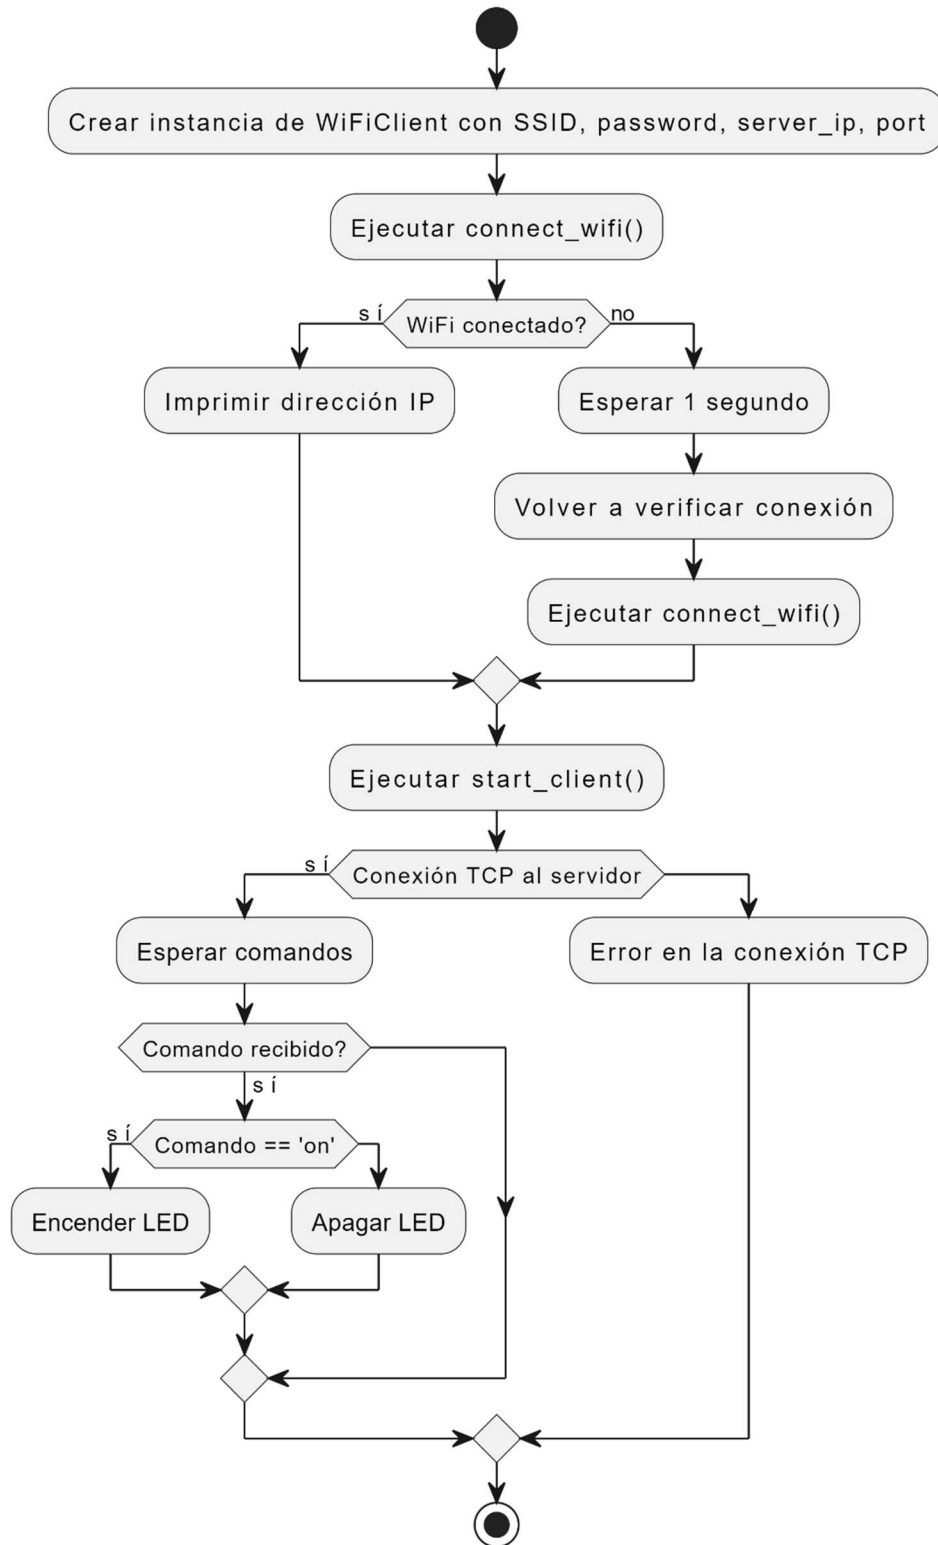 Crear instancia de WiFiClient con SSID, password, server_ip, port
Ejecutar connect_wifi()
sí
WiFi conectado?
no
Imprimir dirección IP
Esperar 1 segundo
Volver a verificar conexión
Ejecutar connect_wifi()
Ejecutar start_client()
sí
Conexión TCP al servidor
Esperar comandos
Error en la conexión TCP
Comando recibido?
sí
sí
Comando == 'on'
Encender LED
Apagar LED